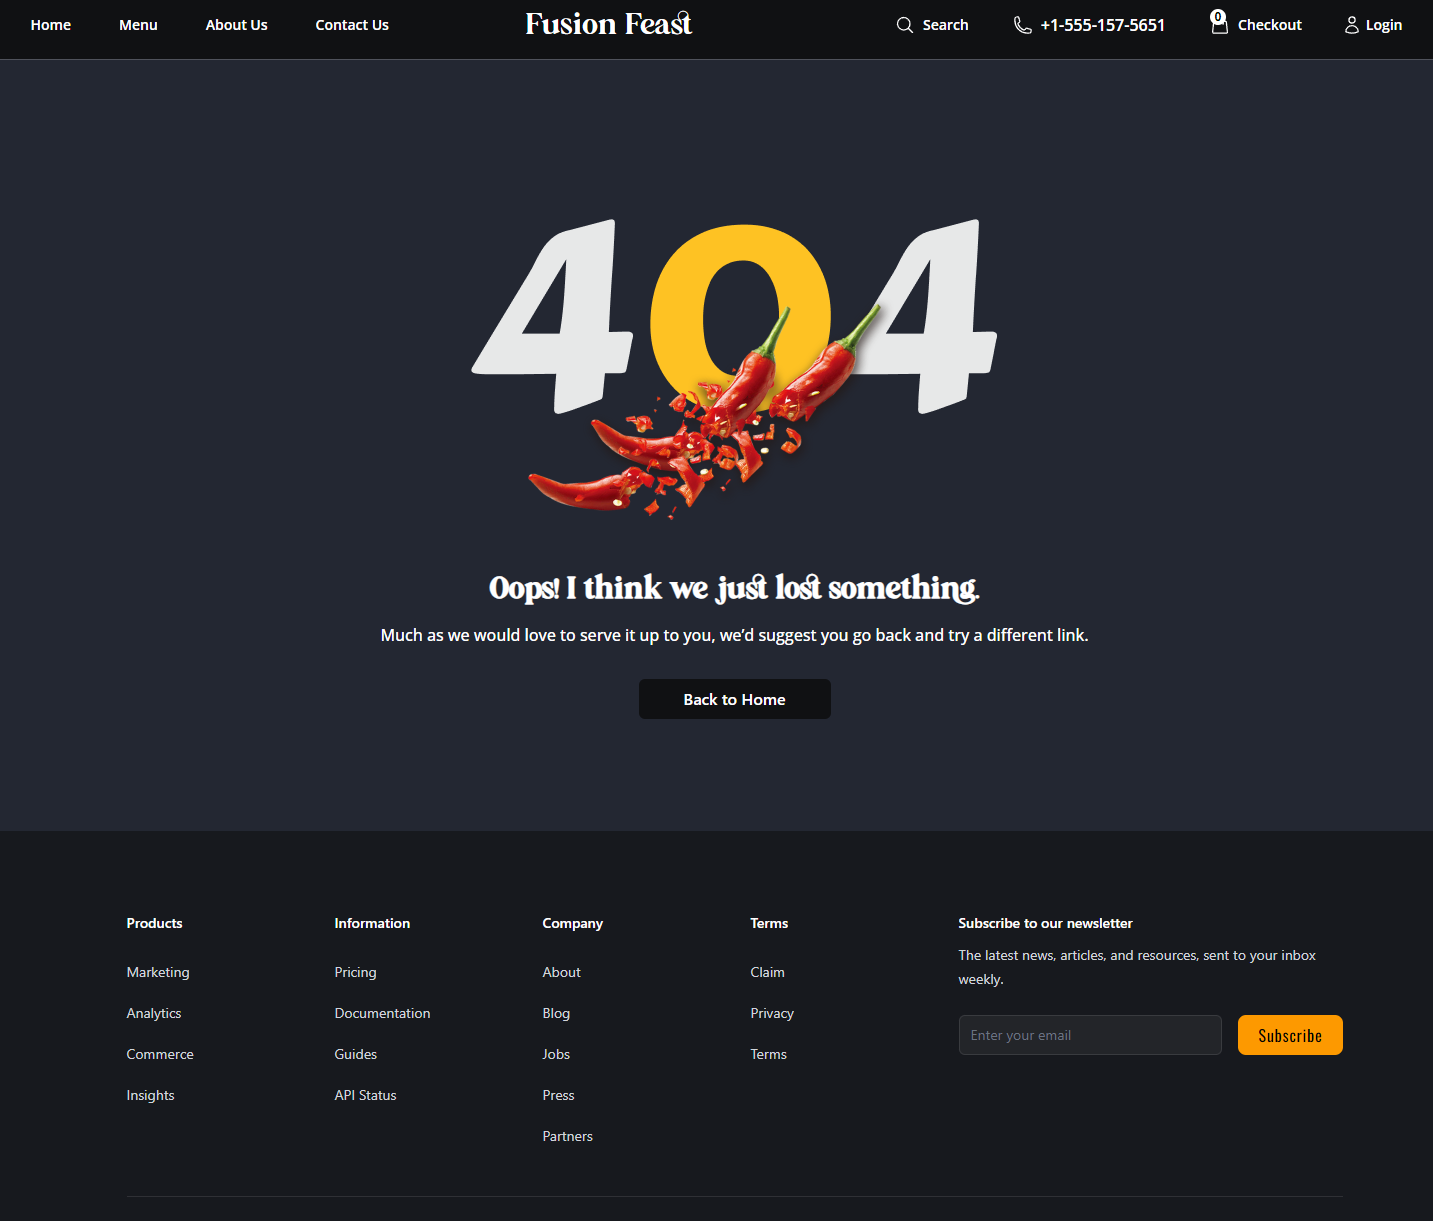 Home Menu About Us Contact Us Fusion Feast Search +1-555-157-5651 0 Checkout Login
404
Oops! I think we just lost something.
Much as we would love to serve it up to you, we’d suggest you go back and try a different link.
Back to Home
Products
Marketing
Analytics
Commerce
Insights
Information
Pricing
Documentation
Guides
API Status
Company
About
Blog
Jobs
Press
Partners
Terms
Claim
Privacy
Terms
Subscribe to our newsletter
The latest news, articles, and resources, sent to your inbox
weekly.
Enter your email
Subscribe